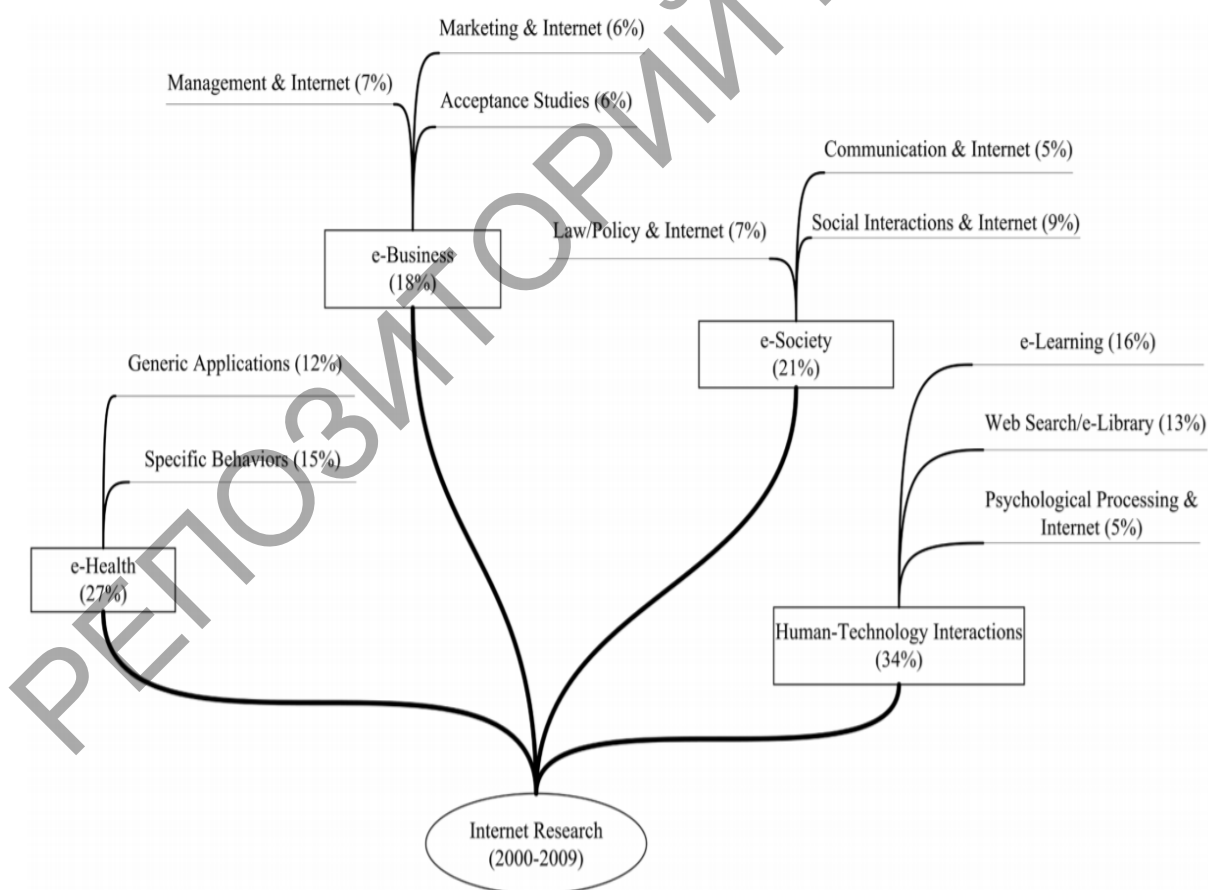 Marketing & Internet (6%)
Management & Internet (7%)
Acceptance Studies (6%)
Communication & Internet (5%)
Law/Policy & Internet (7%)
Social Interactions & Internet (9%)
e-Business
(18%)
e-Society
(21%)
e-Learning (16%)
Generic Applications (12%)
Web Search/e-Library (13%)
Specific Behaviors (15%)
Psychological Processing &
Internet (5%)
e-Health
(27%)
Human-Technology Interactions
(34%)
Internet Research
(2000-2009)
РЕПОЗИТОРИЙ